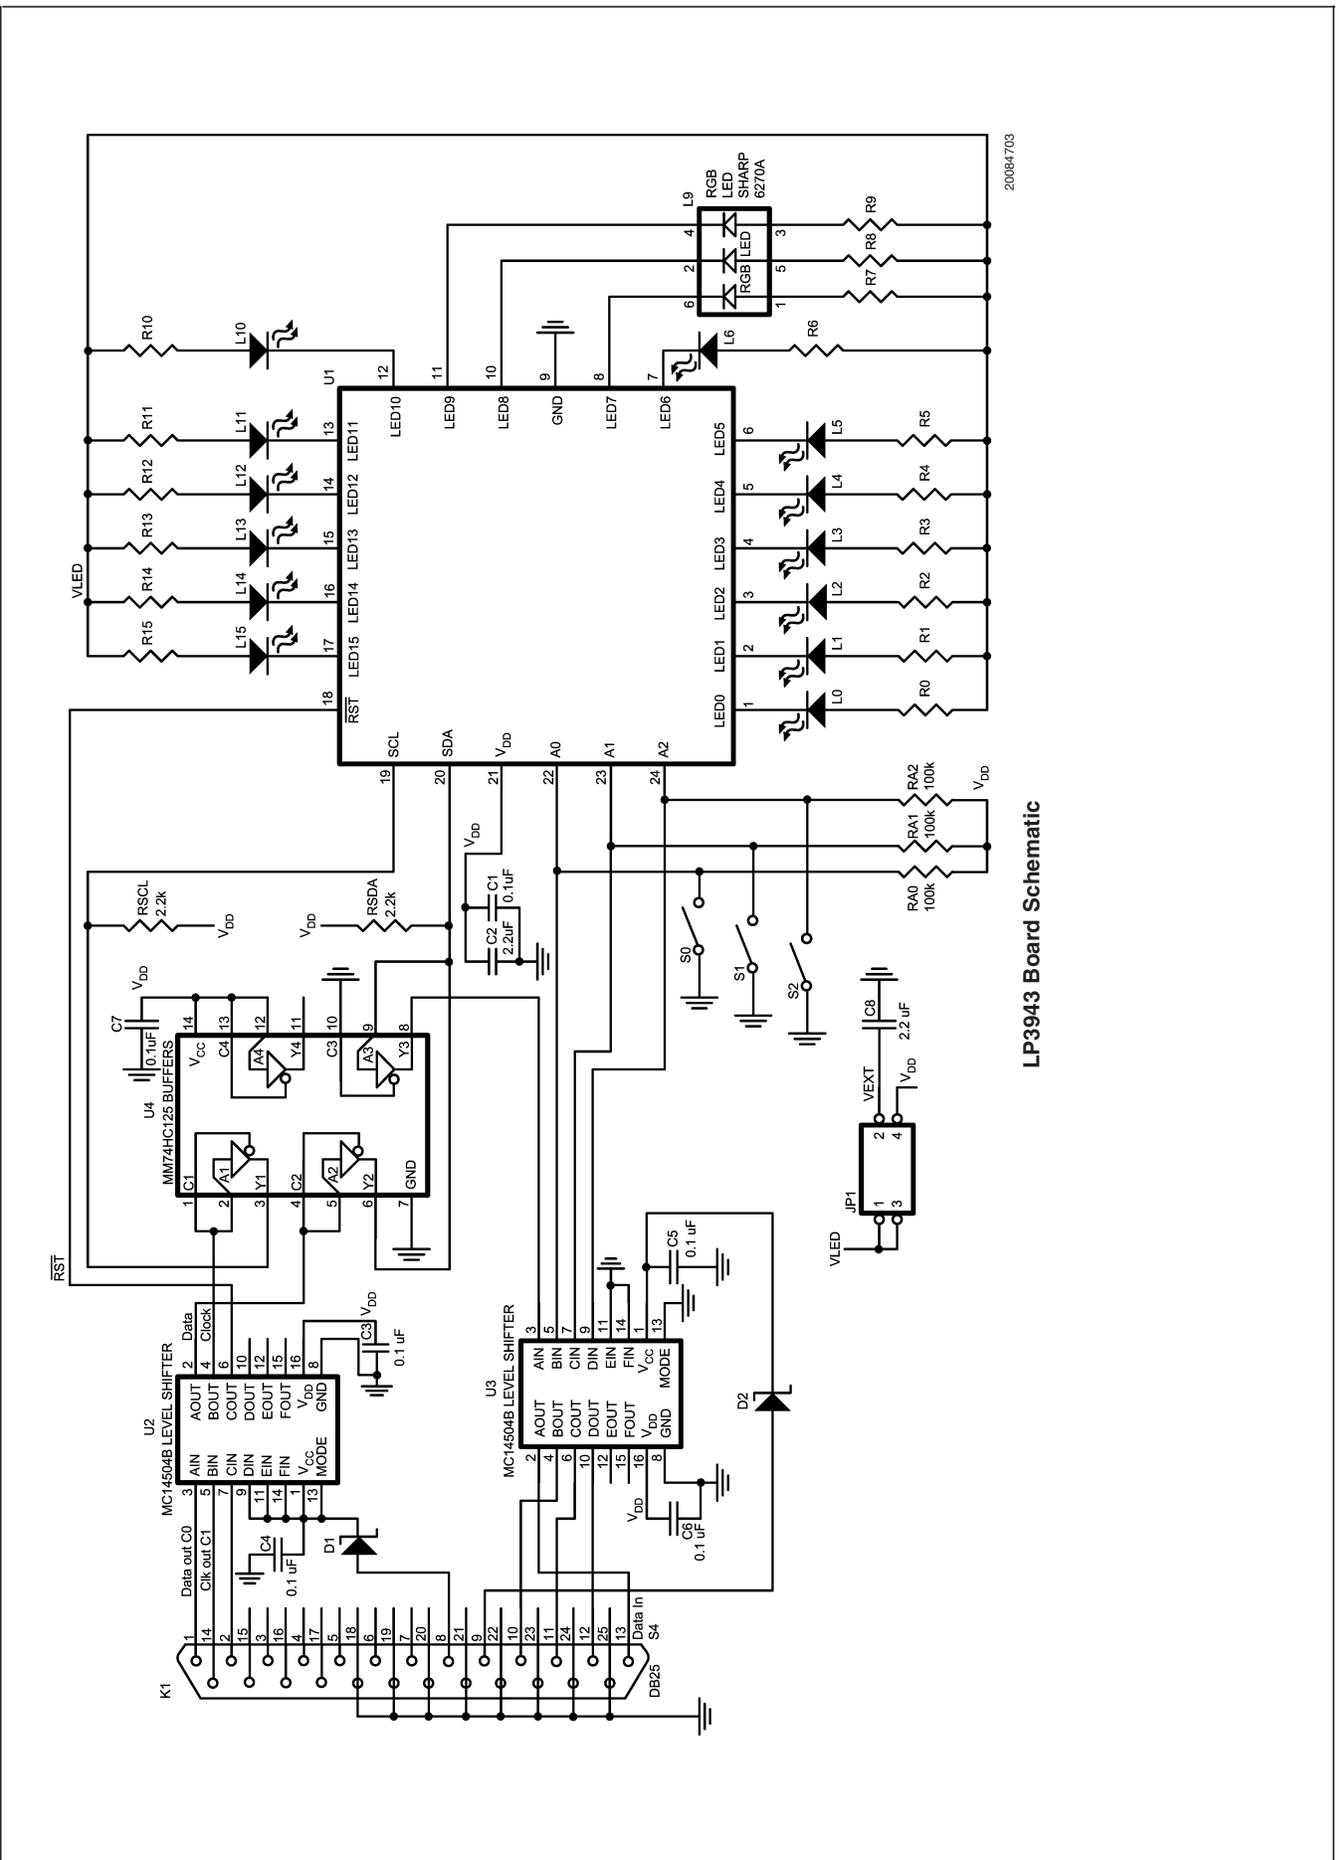 LP3943 Board Schematic
20084703
K1
DB25
1
14
2
15
3
16
4
17
5
18
6
19
7
20
8
21
9
22
10
23
11
24
12
25
13
Data In
S4
Data out C0
Clk out C1
C4
0.1 uF
D1
U2
MC14504B LEVEL SHIFTER
3 AIN AOUT 2
5 BIN BOUT 4
7 CIN COUT 6
9 DIN DOUT 10
11 EIN EOUT 12
14 FIN FOUT 15
1 VCC VDD 16
13 MODE GND 8
Data
Clock
RST
VDD
C3
0.1 uF
U3
MC14504B LEVEL SHIFTER
2 AOUT AIN 3
4 BOUT BIN 5
6 COUT CIN 7
10 DOUT DIN 9
12 EOUT EIN 11
15 FOUT FIN 14
16 VDD VCC 1
8 GND MODE 13
VDD
C6
0.1 uF
C5
0.1 uF
D2
U4
MM74HC125 BUFFERS
1 C1 VCC 14
2 A1 C4 13
3 Y1 A4 12
4 C2 Y4 11
5 A2 C3 10
6 Y2 A3 9
7 GND Y3 8
C7
0.1uF
VDD
RSCL
2.2k
VDD
RSDA
2.2k
VDD
VDD
C2
2.2uF
C1
0.1uF
S0
S1
S2
RA0
100k
RA1
100k
RA2
100k
VDD
VLED
JP1
1 2
3 4
VEXT
VDD
C8
2.2 uF
U1
18 RST
19 SCL
20 SDA
21 VDD
22 A0
23 A1
24 A2
LED15 17
LED14 16
LED13 15
LED12 14
LED11 13
LED10 12
LED9 11
LED8 10
GND 9
LED7 8
LED6 7
LED5 6
LED4 5
LED3 4
LED2 3
LED1 2
LED0 1
VLED
R15
R14
R13
R12
R11
R10
L15
L14
L13
L12
L11
L10
L0
L1
L2
L3
L4
L5
L6
R0
R1
R2
R3
R4
R5
R6
R7
R8
R9
L9
RGB
LED
SHARP
6270A
6 2 4
RGB LED
1 5 3